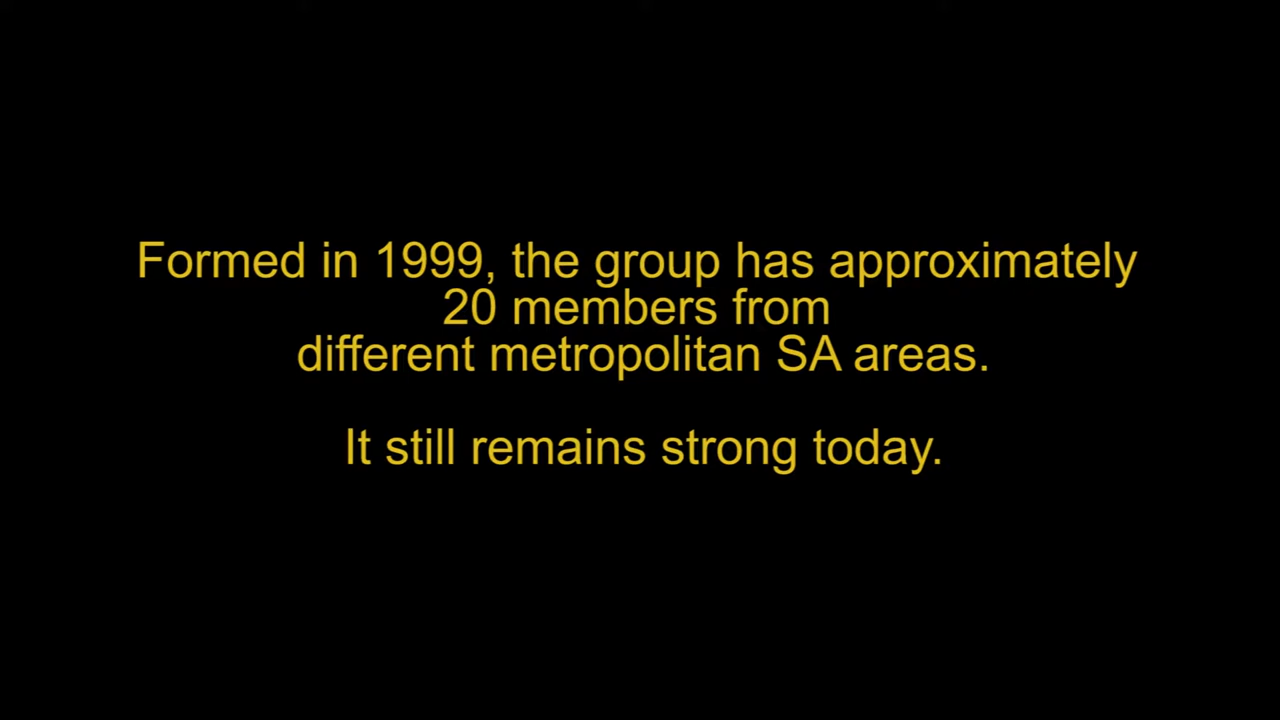 Formed in 1999, the group has approximately
20 members from
different metropolitan SA areas.
It still remains strong today.